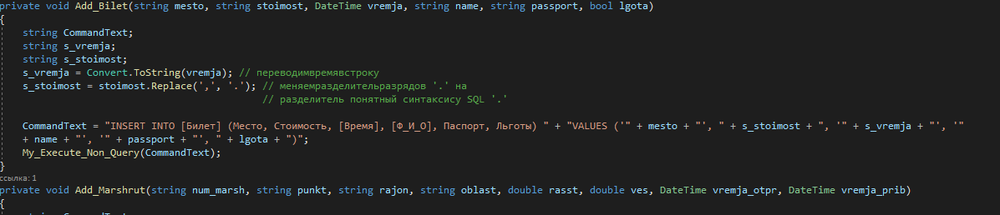 private void Add_Bilet(string mesto, string stoimost, DateTime vremja, string name, string passport, bool lgota)
{
string CommandText;
string s_vremja;
string s_stoimost;
s_vremja = Convert.ToString(vremja); // переводимвремявстроку
s_stoimost = stoimost.Replace(',', '.'); // меняемразделительразрядов '.' на
// разделитель понятный синтаксису SQL '.'
CommandText = "INSERT INTO [Билет] (Место, Стоимость, [Время], [Ф_И_О], Паспорт, Льготы) " + "VALUES ('" + mesto + "', " + s_stoimost + ", '" + s_vremja + "', '"
+ name + "', '" + passport + "', " + lgota + ")";
My_Execute_Non_Query(CommandText);
}
ссылка: 1
private void Add_Marshrut(string num_marsh, string punkt, string rajon, string oblast, double rasst, double ves, DateTime vremja_otpr, DateTime vremja_prib)
{